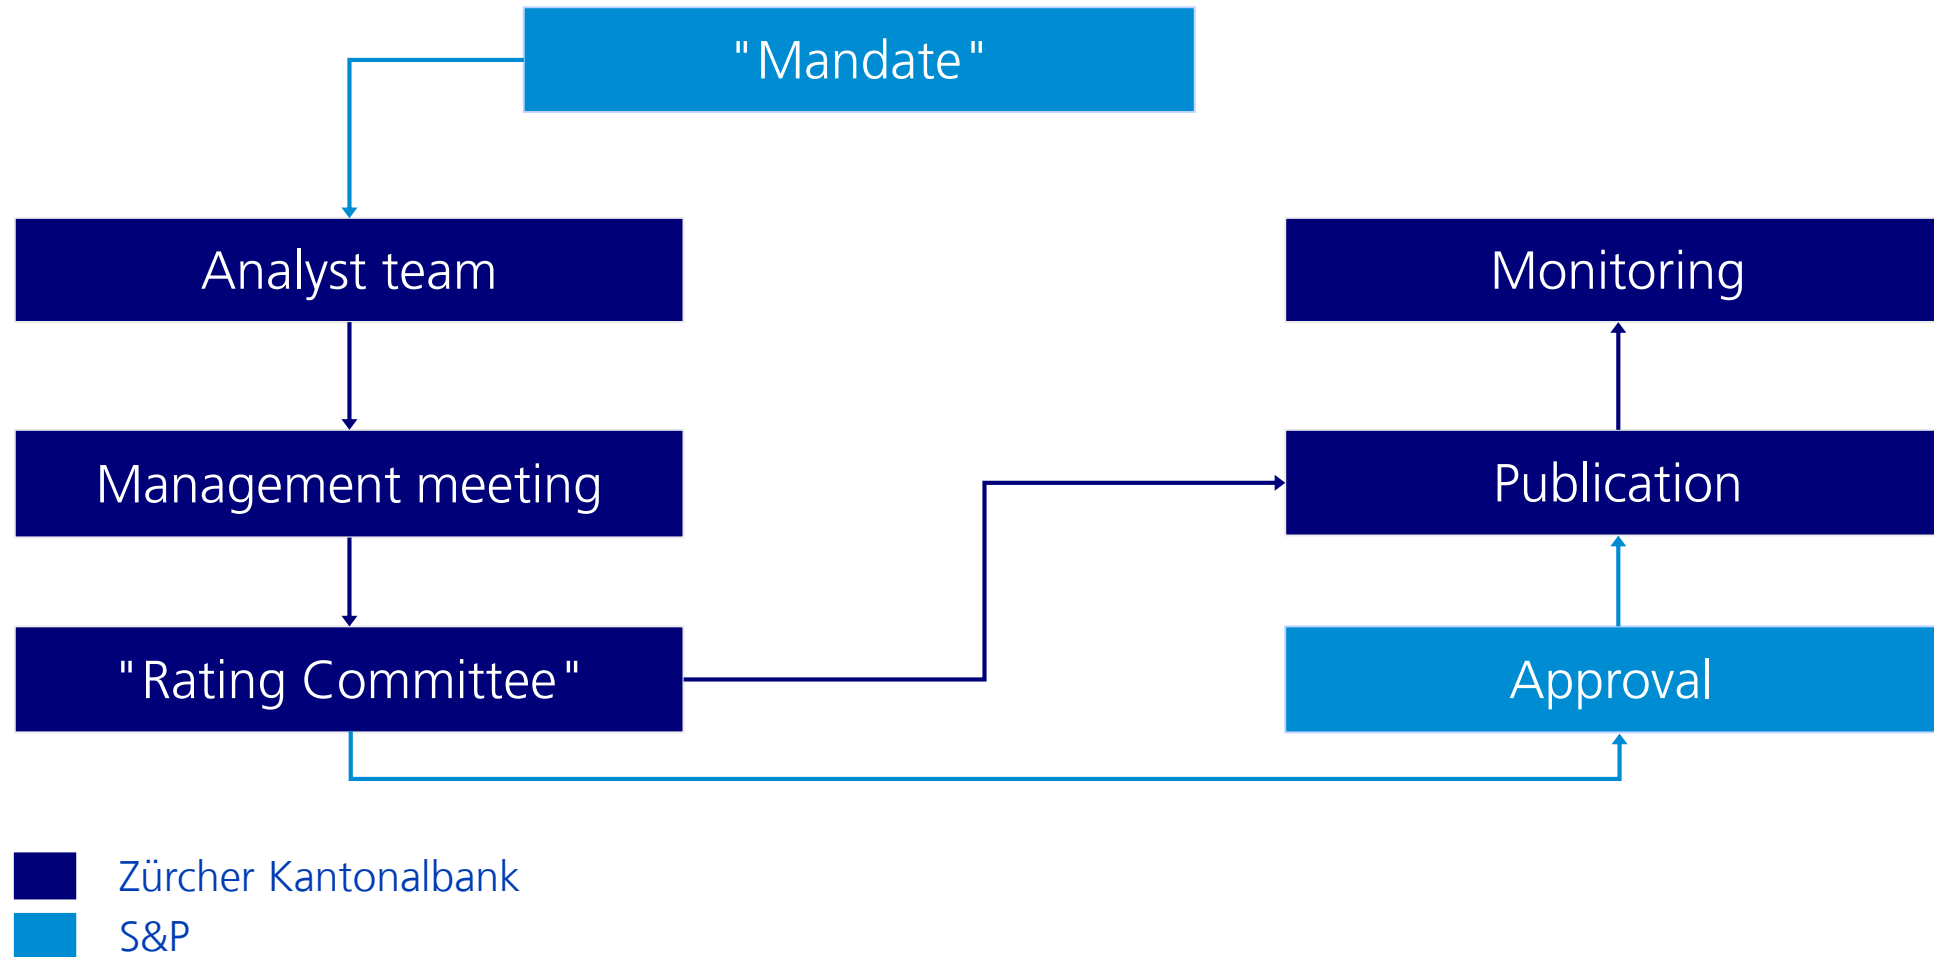 "Mandate"
Analyst team
Monitoring
Management meeting
Publication
"Rating Committee"
Approval
Zürcher Kantonalbank
S&P